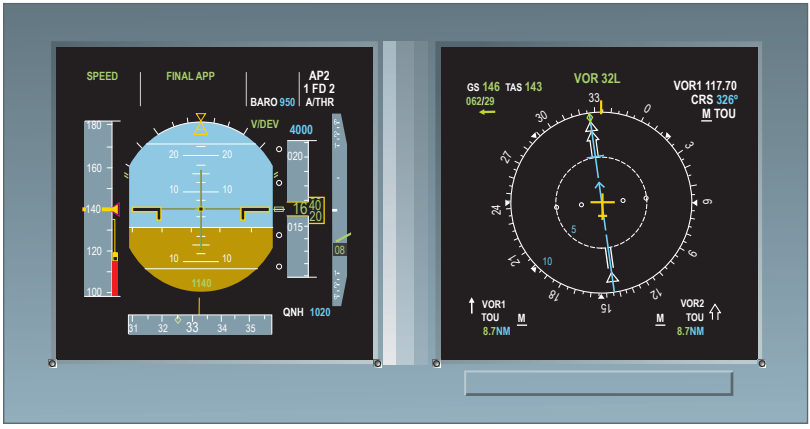 SPEED
FINAL APP
AP2
1 FD 2
A/THR
BARO 950
V/DEV
4000
180
160
140
120
100
20 20
10 10
10 10
1140
020
16 40
20
015
08
QNH 1020
31 32 33 34 35
GS 146 TAS 143
062/29
VOR 32L
VOR1 117.70
CRS 326°
M TOU
33
0
3
6
9
12
15
18
21
24
27
30
5
10
VOR1
TOU M
8.7NM
VOR2
M TOU
8.7NM